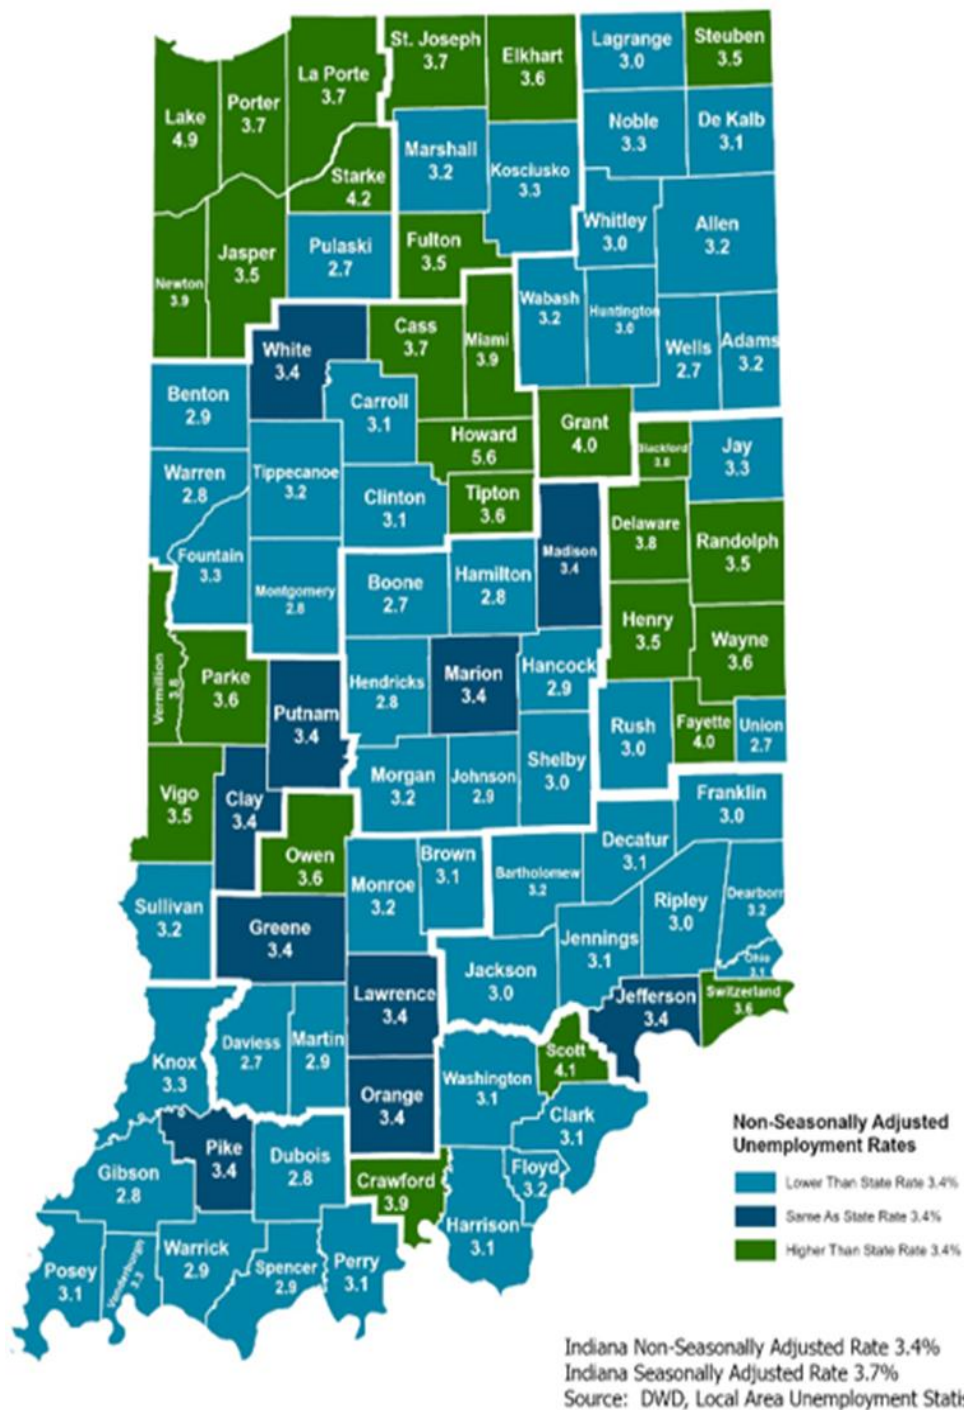 St. Joseph
3.7
Elkhart
3.6
Lagrange
3.0
Steuben
3.5
La Porte
3.7
Porter
3.7
Lake
4.9
Noble
3.3
De Kalb
3.1
Marshall
3.2
Kosciusko
3.3
Starke
4.2
Whitley
3.0
Allen
3.2
Pulaski
2.7
Fulton
3.5
Jasper
3.5
Newton
3.9
Wabash
3.2
Huntington
3.0
Wells
2.7
Adams
3.2
White
3.4
Cass
3.7
Miami
3.9
Benton
2.9
Carroll
3.1
Grant
4.0
Howard
5.6
Blackford
3.8
Jay
3.3
Warren
2.8
Tippecanoe
3.2
Clinton
3.1
Tipton
3.6
Fountain
3.3
Montgomery
2.8
Boone
2.7
Hamilton
2.8
Madison
3.4
Delaware
3.8
Randolph
3.5
Henry
3.5
Wayne
3.6
Vermillion
3.8
Parke
3.6
Putnam
3.4
Hendricks
2.8
Marion
3.4
Hancock
2.9
Rush
3.0
Fayette
4.0
Union
2.7
Vigo
3.5
Clay
3.4
Morgan
3.2
Johnson
2.9
Shelby
3.0
Franklin
3.0
Owen
3.6
Monroe
3.2
Brown
3.1
Bartholomew
3.2
Decatur
3.1
Sullivan
3.2
Greene
3.4
Jennings
3.1
Ripley
3.0
Dearborn
3.2
Ohio
3.1
Jackson
3.0
Lawrence
3.4
Jefferson
3.4
Switzerland
3.6
Knox
3.3
Daviess
2.7
Martin
2.9
Orange
3.4
Washington
3.1
Scott
4.1
Clark
3.1
Pike
3.4
Dubois
2.8
Gibson
2.8
Crawford
3.9
Floyd
3.2
Harrison
3.1
Posey
3.1
Vanderburgh
3.3
Warrick
2.9
Spencer
2.9
Perry
3.1
Non-Seasonally Adjusted
Unemployment Rates
Lower Than State Rate 3.4%
Same As State Rate 3.4%
Higher Than State Rate 3.4%
Indiana Non-Seasonally Adjusted Rate 3.4%
Indiana Seasonally Adjusted Rate 3.7%
Source: DWD, Local Area Unemployment Statis